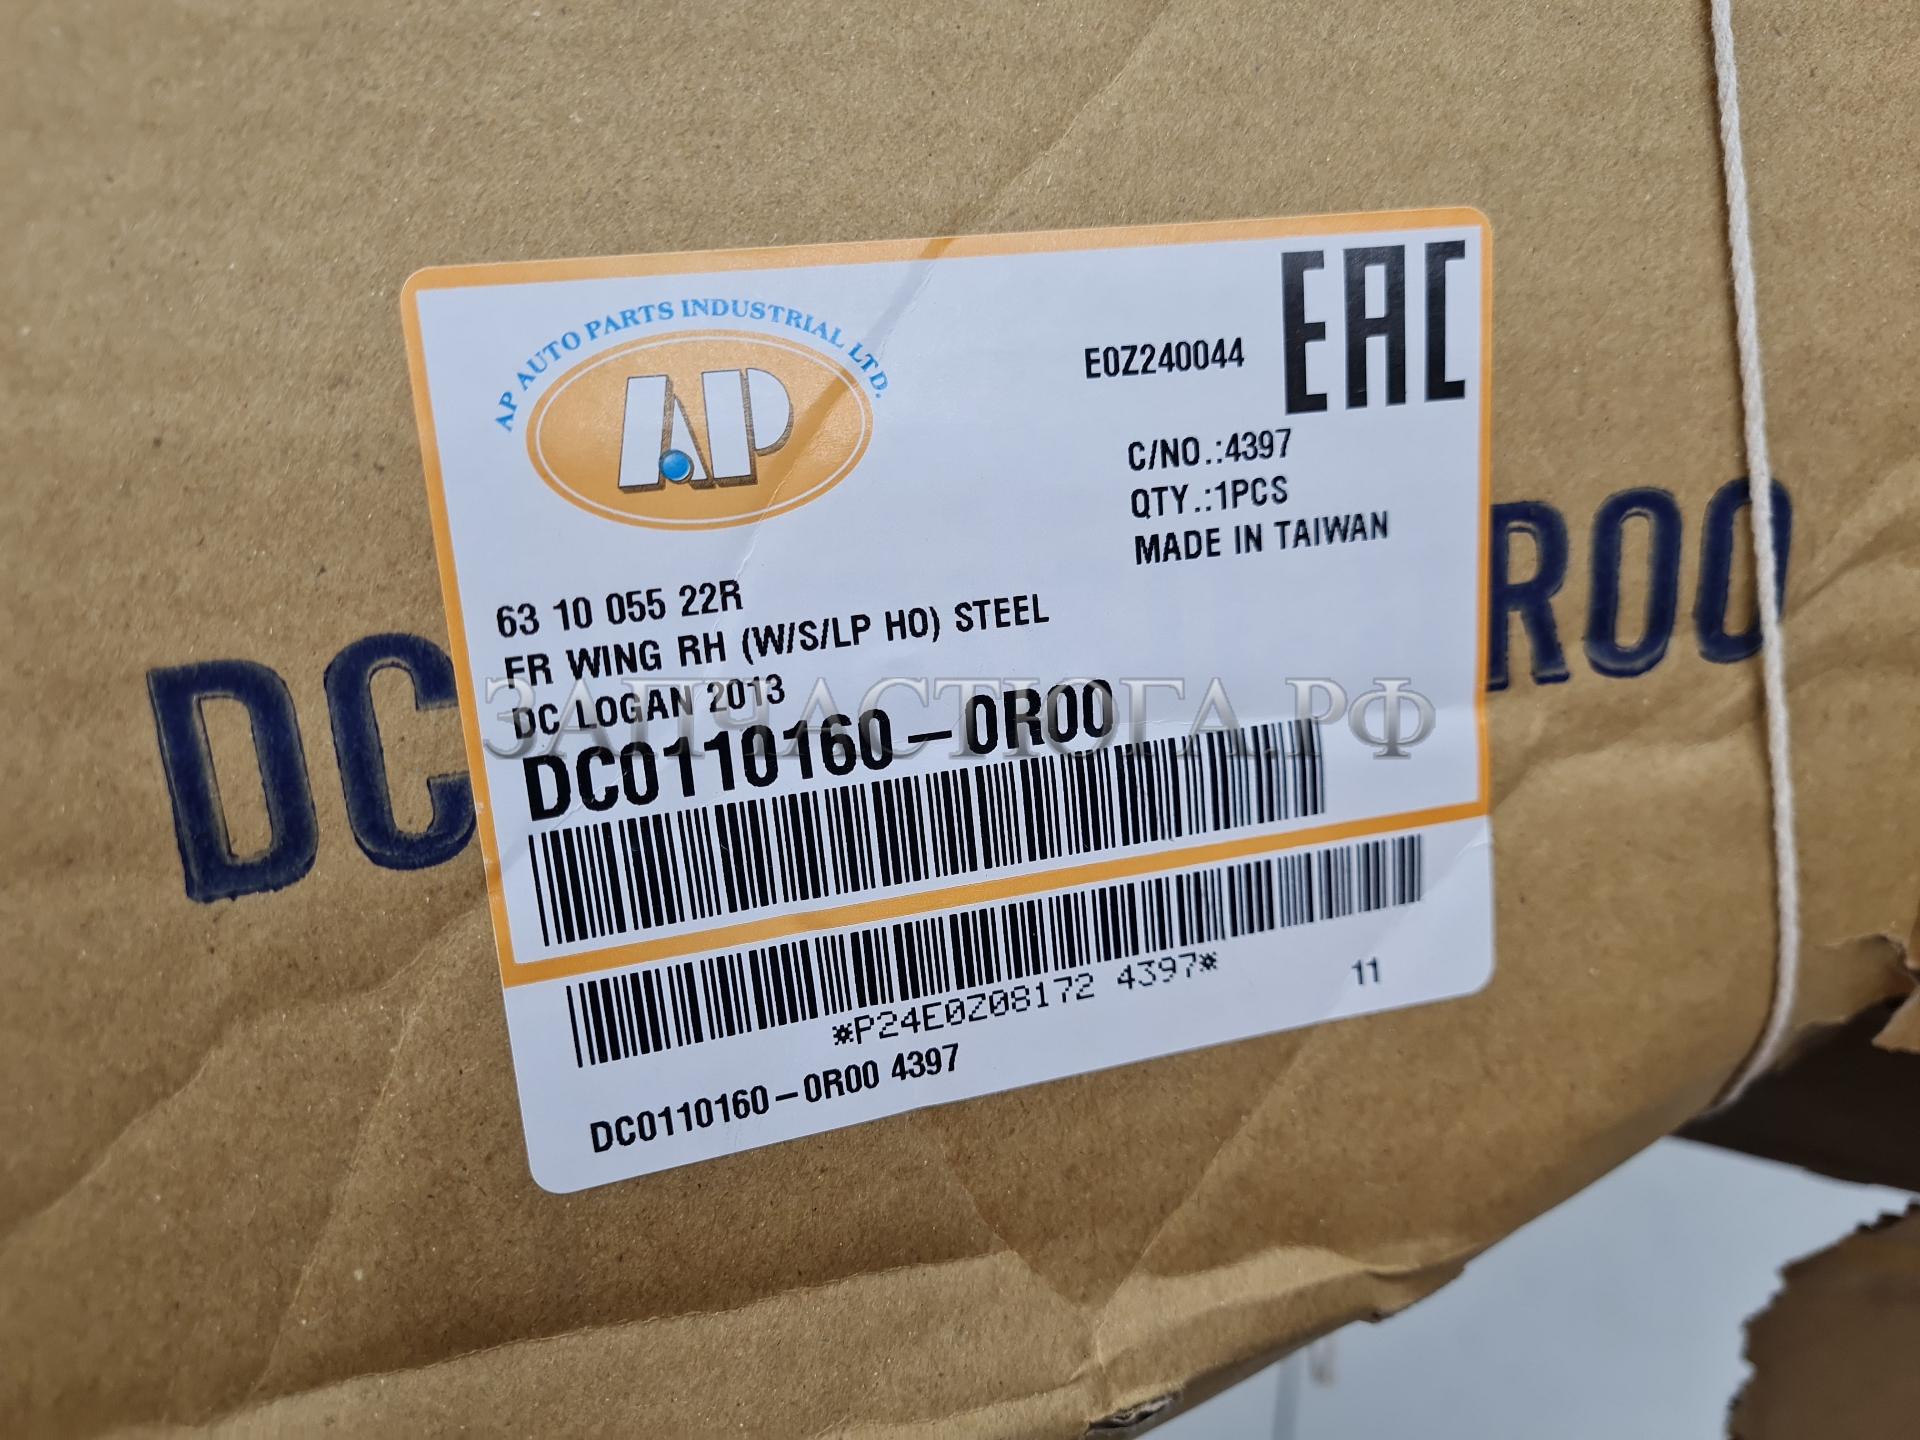 AP AUTO PARTS INDUSTRIAL LTD.
AP
E0Z240044
EAC
C/NO.:4397
QTY.:1PCS
MADE IN TAIWAN
63 10 055 22R
FR WING RH (W/S/LP HO) STEEL
DC LOGAN 2013
ЗАПЧАСТЮГА.РФ
DC0110160-0R00
DC
R00
*P24E0Z08172 4397*
11
DC0110160-0R00 4397